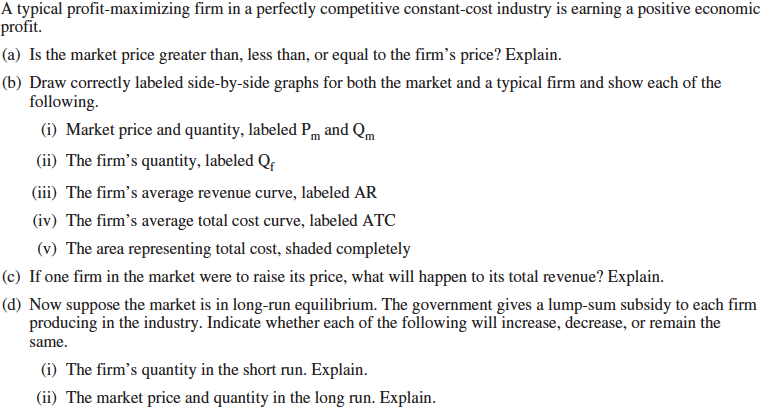 A typical profit-maximizing firm in a perfectly competitive constant-cost industry is earning a positive economic
profit.
(a) Is the market price greater than, less than, or equal to the firm’s price? Explain.
(b) Draw correctly labeled side-by-side graphs for both the market and a typical firm and show each of the
following.
(i) Market price and quantity, labeled Pm and Qm
(ii) The firm’s quantity, labeled Qf
(iii) The firm’s average revenue curve, labeled AR
(iv) The firm’s average total cost curve, labeled ATC
(v) The area representing total cost, shaded completely
(c) If one firm in the market were to raise its price, what will happen to its total revenue? Explain.
(d) Now suppose the market is in long-run equilibrium. The government gives a lump-sum subsidy to each firm
producing in the industry. Indicate whether each of the following will increase, decrease, or remain the
same.
(i) The firm’s quantity in the short run. Explain.
(ii) The market price and quantity in the long run. Explain.